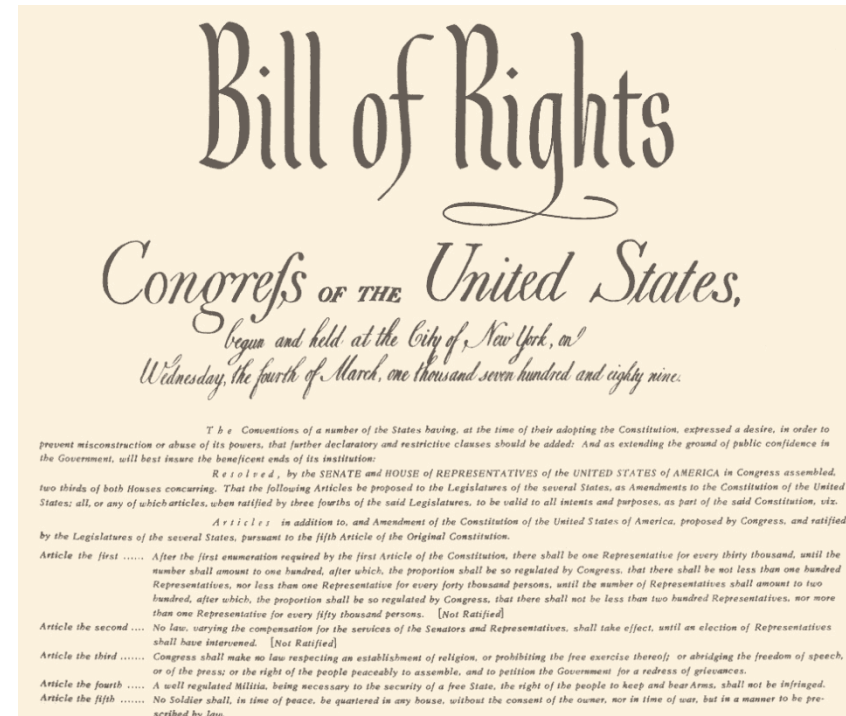 Bill of Rights
Congreſs OF THE United States,
begun and held at the City of New York, on
Wednesday, the fourth of March, one thousand seven hundred and eighty nine.
The Conventions of a number of the States having, at the time of their adopting the Constitution, expressed a desire, in order to
prevent misconstruction or abuse of its powers, that further declaratory and restrictive clauses should be added: And as extending the ground of public confidence in
the Government, will best insure the beneficent ends of its institution:
Resolved, by the SENATE and HOUSE of REPRESENTATIVES of the UNITED STATES of AMERICA in Congress assembled,
two thirds of both Houses concurring. That the following Articles be proposed to the Legislatures of the several States, as Amendments to the Constitution of the United
States; all, or any of which articles, when ratified by three fourths of the said Legislatures, to be valid to all intents and purposes, as part of the said Constitution, viz.
Articles in addition to, and Amendment of the Constitution of the United States of America, proposed by Congress, and ratified
by the Legislatures of the several States, pursuant to the fifth Article of the Original Constitution.
Article the first ...... After the first enumeration required by the first Article of the Constitution, there shall be one Representative for every thirty thousand, until the
number shall amount to one hundred, after which, the proportion shall be so regulated by Congress, that there shall be not less than one hundred
Representatives, nor less than one Representative for every forty thousand persons, until the number of Representatives shall amount to two
hundred, after which, the proportion shall be so regulated by Congress, that there shall not be less than two hundred Representatives, nor more
than one Representative for every fifty thousand persons. [Not Ratified]
Article the second .... No law, varying the compensation for the services of the Senators and Representatives, shall take effect, until an election of Representatives
shall have intervened. [Not Ratified]
Article the third ....... Congress shall make no law respecting an establishment of religion, or prohibiting the free exercise thereof; or abridging the freedom of speech,
or of the press; or the right of the people peaceably to assemble, and to petition the Government for a redress of grievances.
Article the fourth ..... A well regulated Militia, being necessary to the security of a free State, the right of the people to keep and bear Arms, shall not be infringed.
Article the fifth ....... No Soldier shall, in time of peace, be quartered in any house, without the consent of the owner, nor in time of war, but in a manner to be pre-
scribed by law.